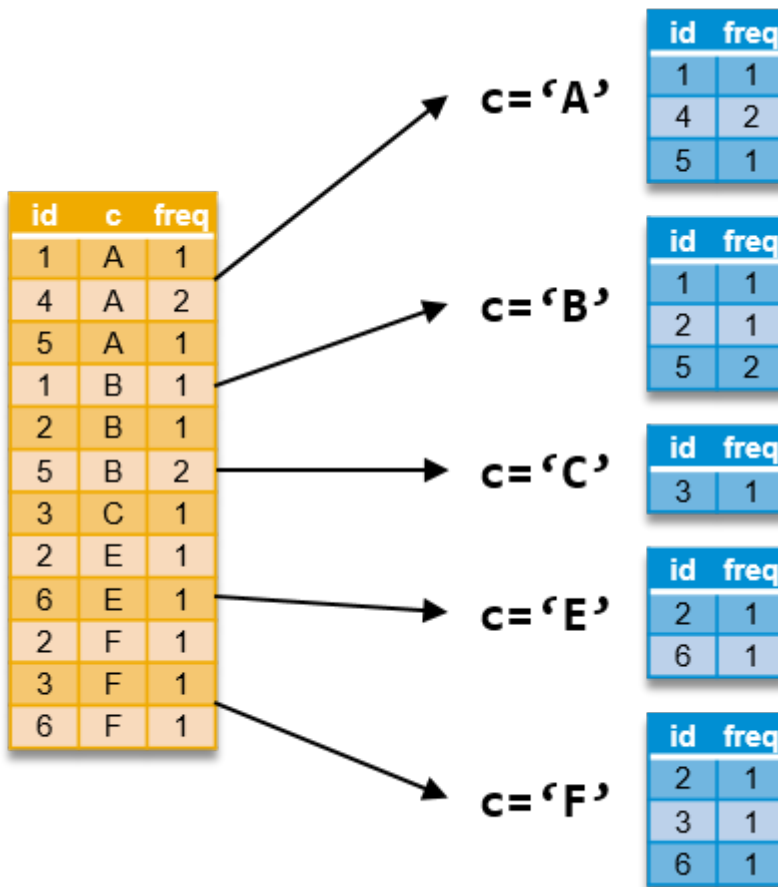 id c freq
1 A 1
4 A 2
5 A 1
1 B 1
2 B 1
5 B 2
3 C 1
2 E 1
6 E 1
2 F 1
3 F 1
6 F 1
c=‘A’
id freq
1 1
4 2
5 1
c=‘B’
id freq
1 1
2 1
5 2
c=‘C’
id freq
3 1
c=‘E’
id freq
2 1
6 1
c=‘F’
id freq
2 1
3 1
6 1